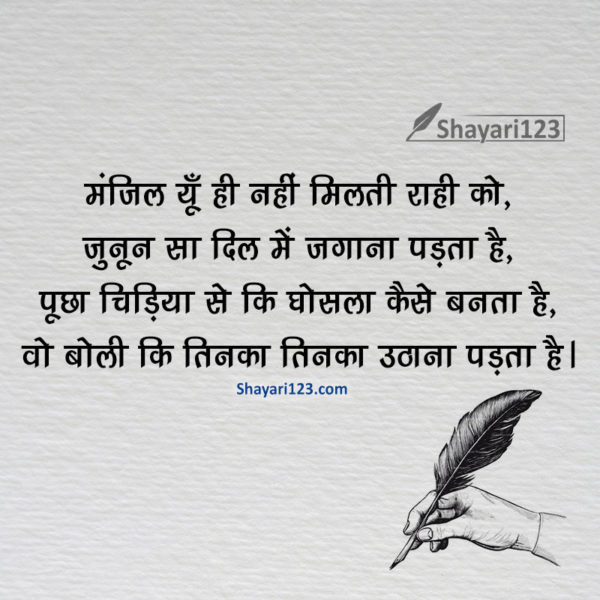 Shayari123
मंजिल यूँ ही नहीं मिलती राही को,
जुनून सा दिल में जगाना पड़ता है,
पूछा चिड़िया से कि घोसला कैसे बनता है,
वो बोली कि तिनका तिनका उठाना पड़ता है।
Shayari123.com